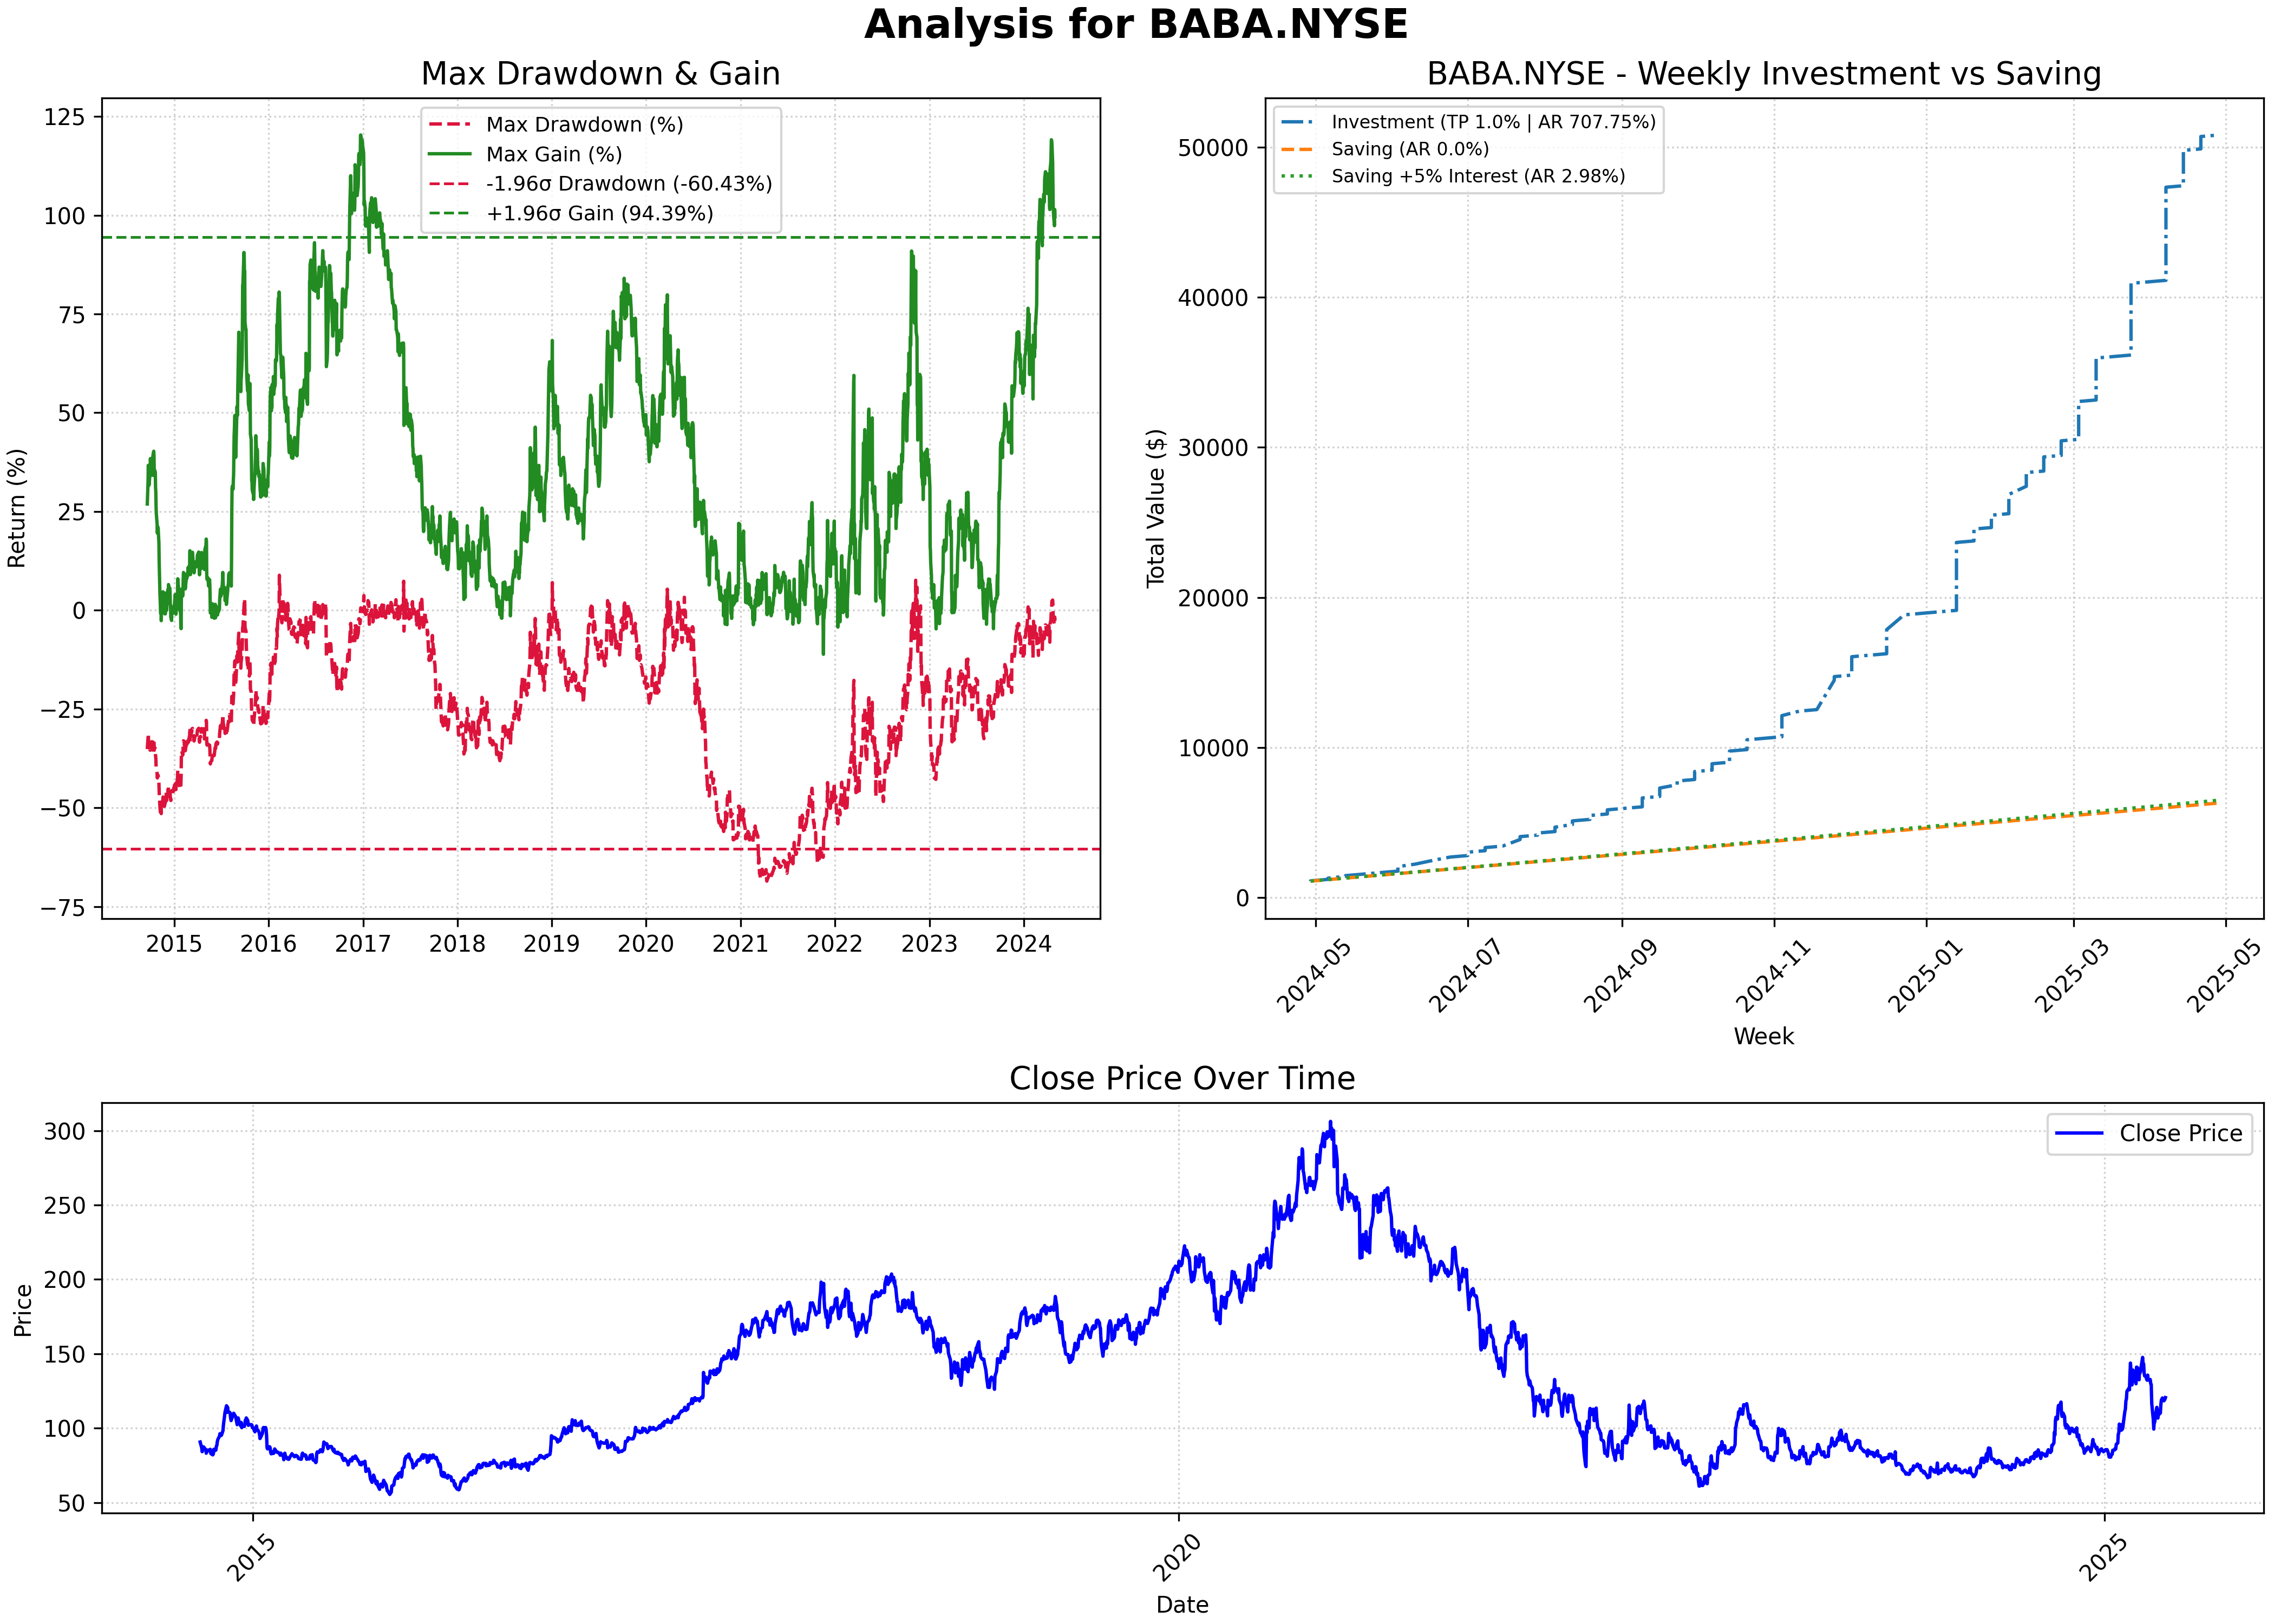 Analysis for BABA.NYSE
Max Drawdown & Gain
Max Drawdown (%)
Max Gain (%)
-1.96σ Drawdown (-60.43%)
+1.96σ Gain (94.39%)
Return (%)
125
100
75
50
25
0
−25
−50
−75
2015 2016 2017 2018 2019 2020 2021 2022 2023 2024
BABA.NYSE - Weekly Investment vs Saving
Investment (TP 1.0% | AR 707.75%)
Saving (AR 0.0%)
Saving +5% Interest (AR 2.98%)
Total Value ($)
50000
40000
30000
20000
10000
0
2024-05 2024-07 2024-09 2024-11 2025-01 2025-03 2025-05
Week
Close Price Over Time
Close Price
Price
300
250
200
150
100
50
2015 2020 2025
Date